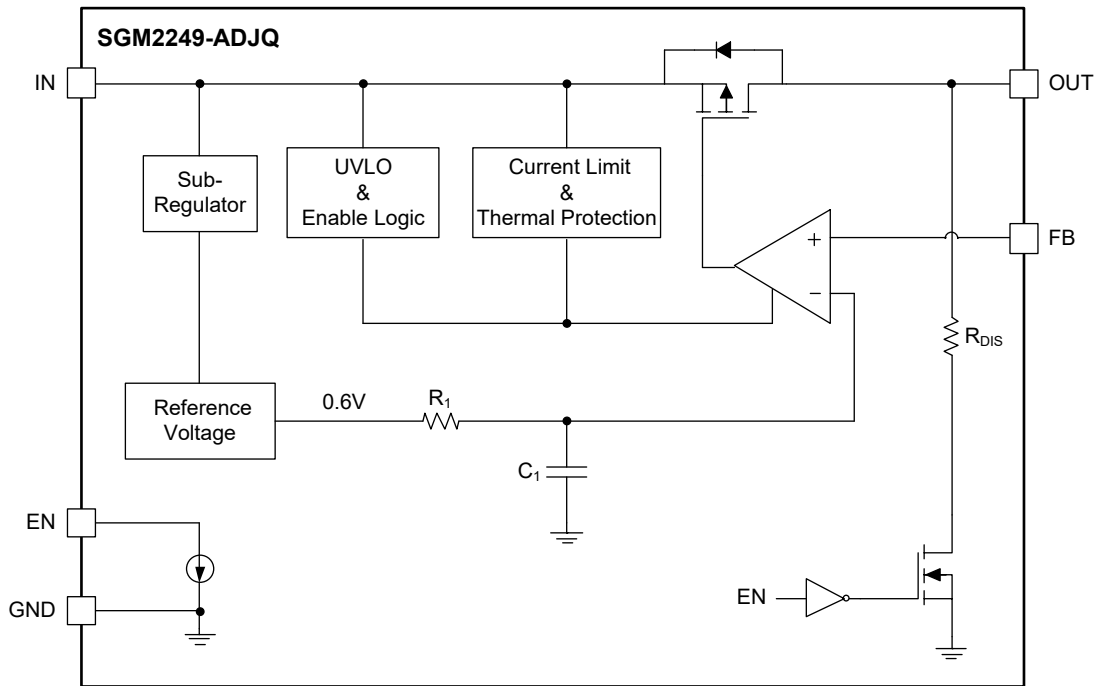 SGM2249-ADJQ
IN
OUT
Sub-
Regulator
UVLO
&
Enable Logic
Current Limit
&
Thermal Protection
+
−
FB
RDIS
Reference
Voltage
0.6V
R1
C1
EN
GND
EN